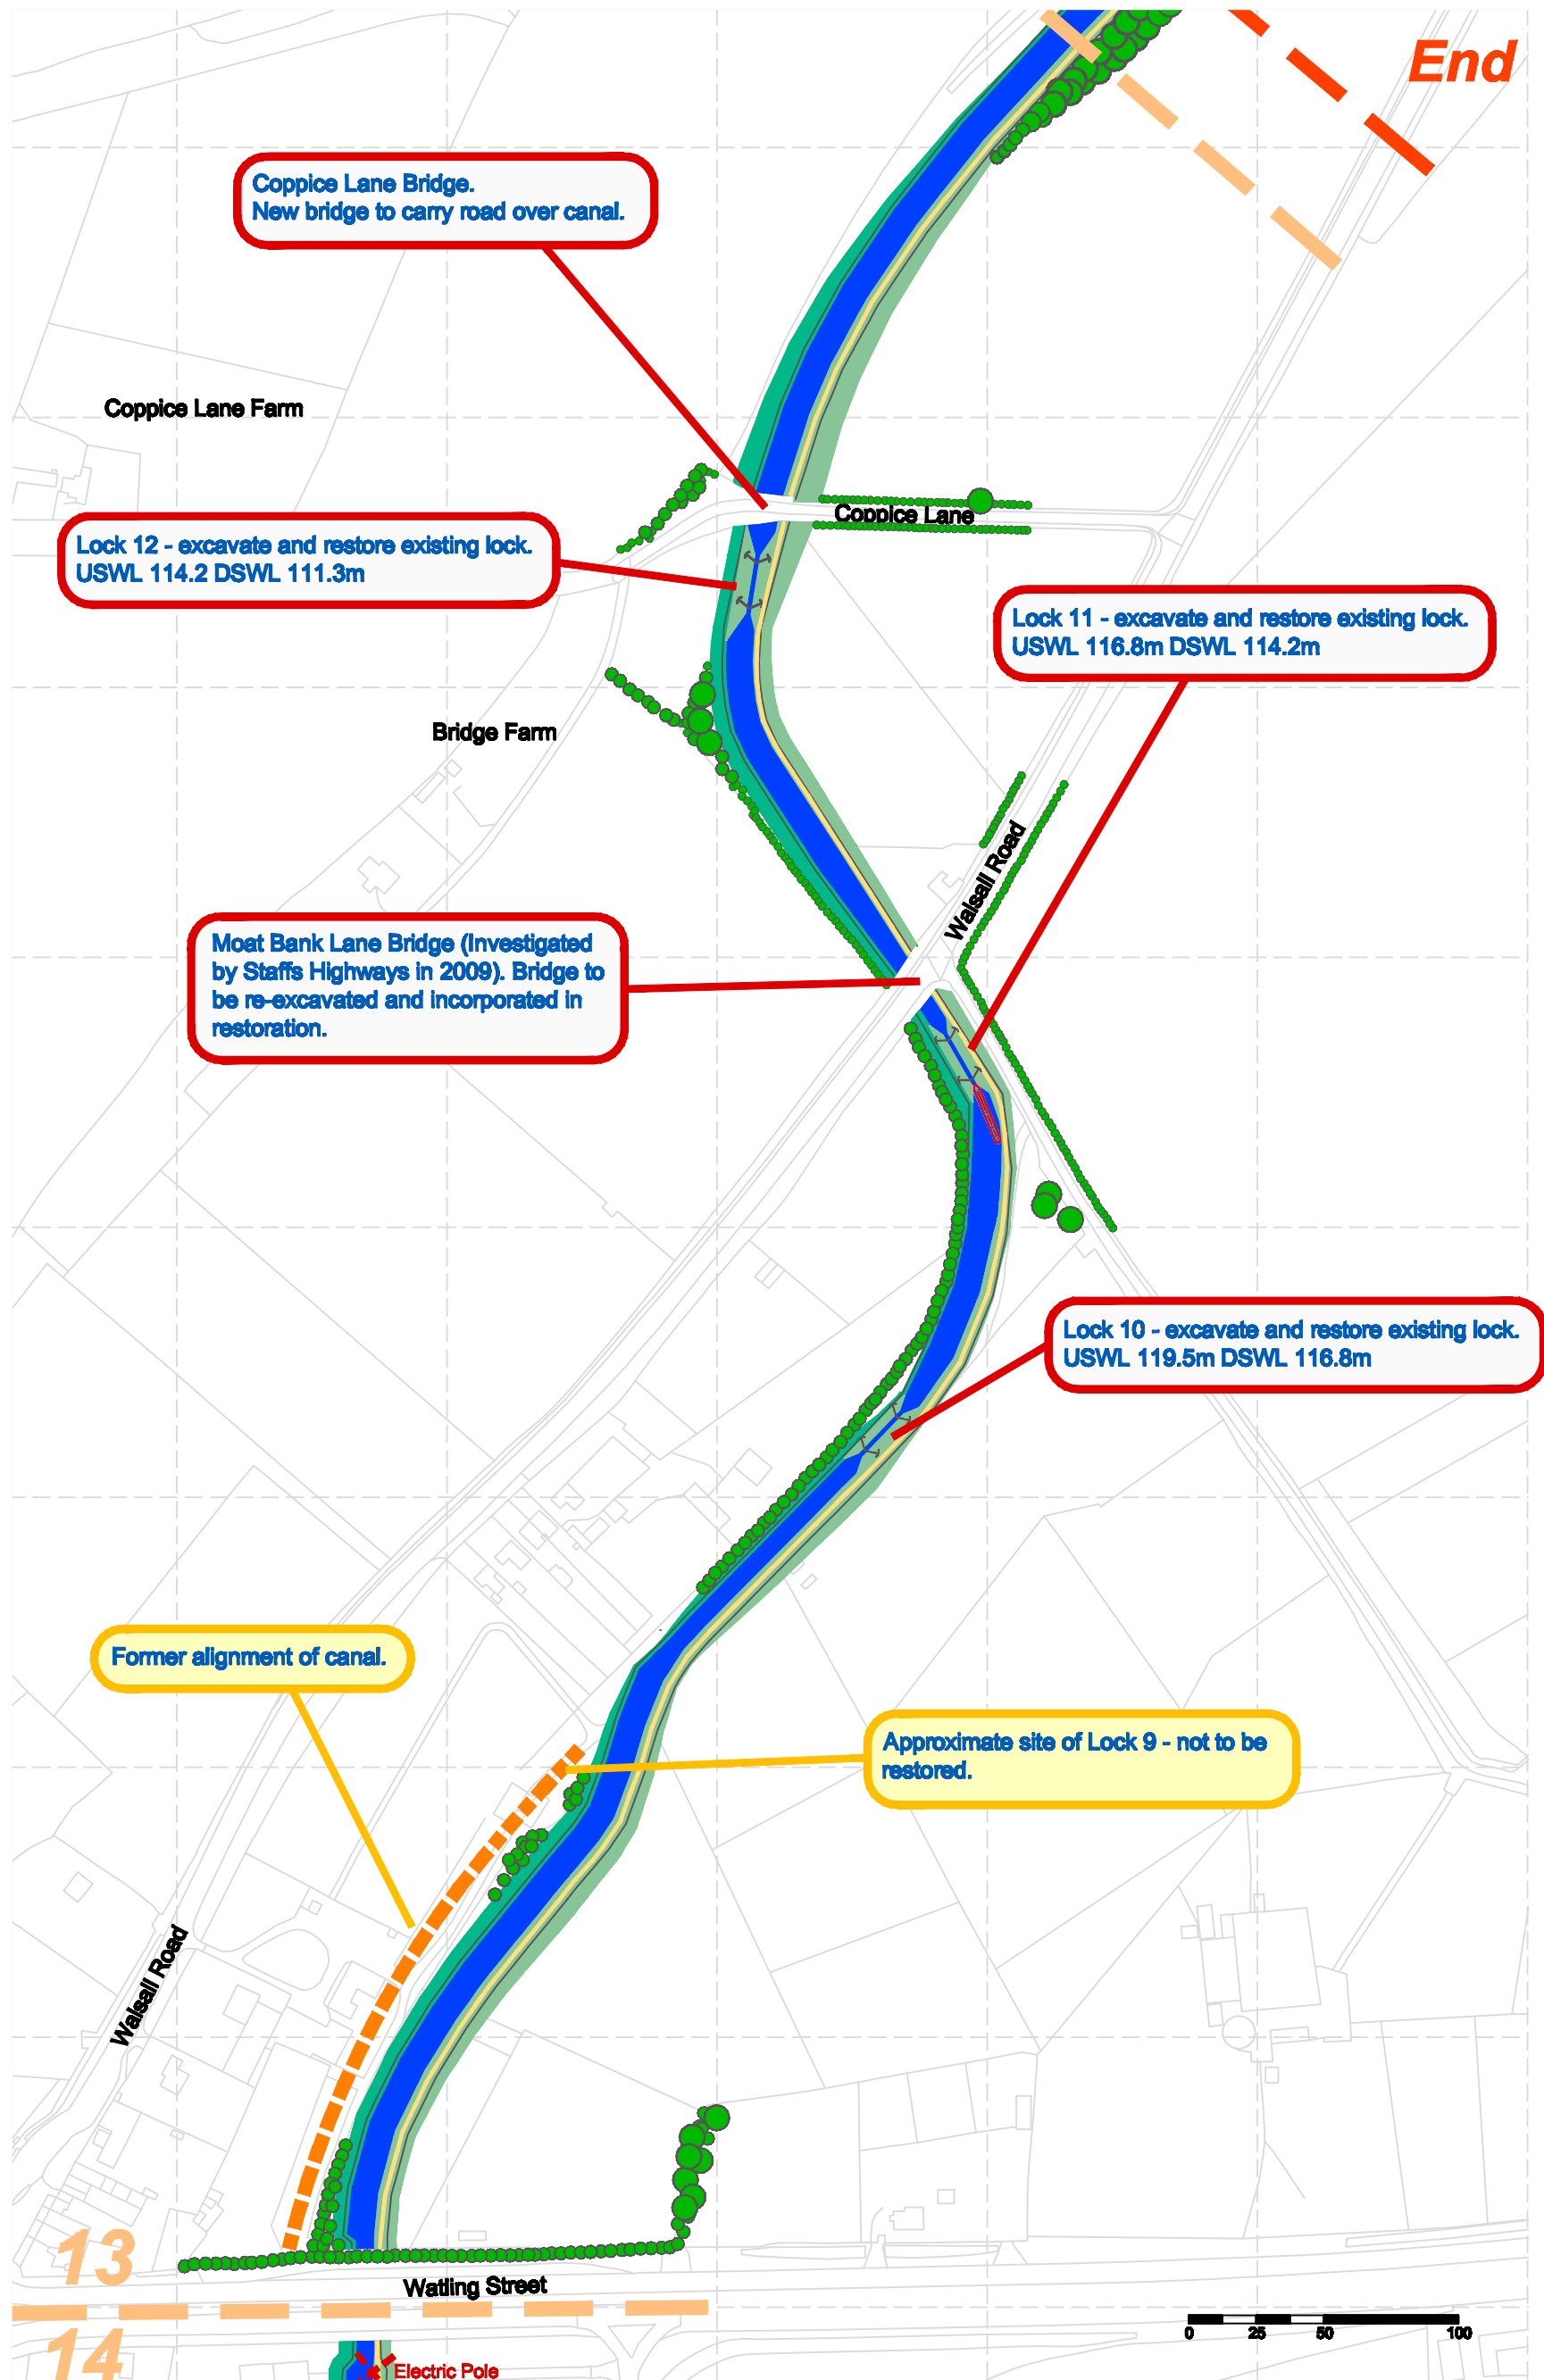 End
Coppice Lane Bridge.
New bridge to carry road over canal.
Coppice Lane Farm
Coppice Lane
Lock 12 - excavate and restore existing lock.
USWL 114.2 DSWL 111.3m
Lock 11 - excavate and restore existing lock.
USWL 116.8m DSWL 114.2m
Bridge Farm
Walsall Road
Moat Bank Lane Bridge (Investigated
by Staffs Highways in 2009). Bridge to
be re-excavated and incorporated in
restoration.
Lock 10 - excavate and restore existing lock.
USWL 119.5m DSWL 116.8m
Former alignment of canal.
Approximate site of Lock 9 - not to be
restored.
Walsall Road
13
Watling Street
14
Electric Pole
0 25 50 100